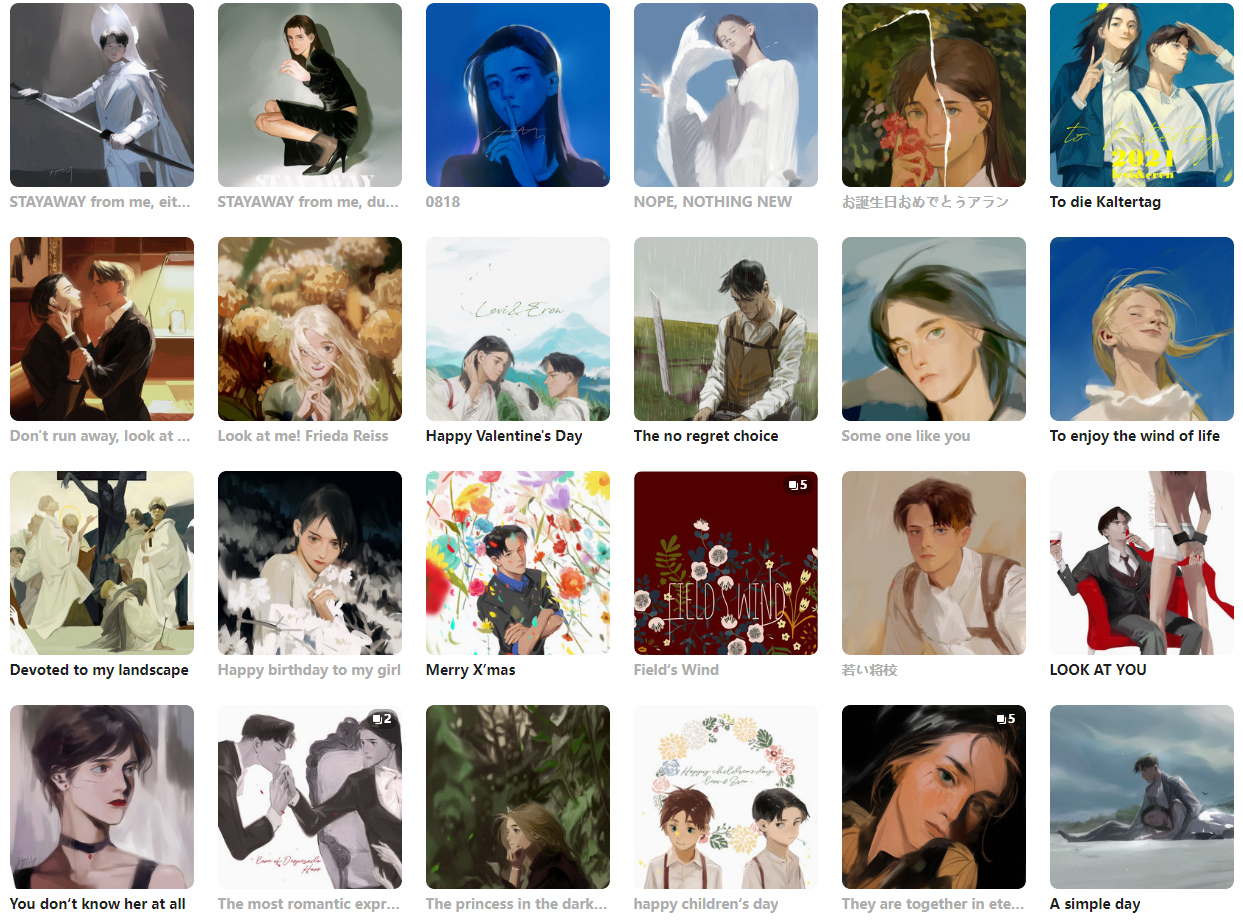 STAYAWAY
to die Kaltertag
2021
levi&eren
STAYAWAY from me, eit...
STAYAWAY from me, du...
0818
NOPE, NOTHING NEW
お誕生日おめでとうアラン
To die Kaltertag
Levi & Eren
Don't run away, look at ...
Look at me! Frieda Reiss
Happy Valentine's Day
The no regret choice
Some one like you
To enjoy the wind of life
5
FIELD'S WIND
Devoted to my landscape
Happy birthday to my girl
Merry X’mas
Field’s Wind
若い将校
LOOK AT YOU
2
5
Happy children's day
Levi & Eren
You don’t know her at all
The most romantic expr...
The princess in the dark...
happy children’s day
They are together in ete...
A simple day